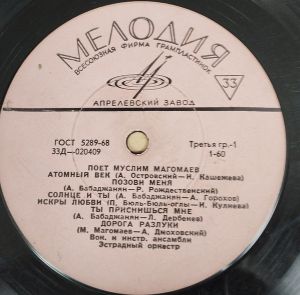 МЕЛОДИЯ
ВСЕСОЮЗНАЯ ФИРМА ГРАМПЛАСТИНОК
33
АПРЕЛЕВСКИЙ ЗАВОД
ГОСТ 5289-68
33Д—020409
Третья гр.-1
1-60
ПОЕТ МУСЛИМ МАГОМАЕВ
АТОМНЫЙ ВЕК (А. Островский—И. Кашежева)
ПОЗОВИ МЕНЯ
(А. Бабаджанян—Р. Рождественский)
СОЛНЦЕ И ТЫ (А. Бабаджанян—А. Горохов)
ИСКРЫ ЛЮБВИ (П. Бюль-Бюль-оглы—И. Кулиева)
ТЫ ПРИСНИШЬСЯ МНЕ
(А. Бабаджанян—Л. Дербенев)
ДОРОГА РАЗЛУКИ
(М. Магомаев—А. Дмоховский)
Вок. и инстр. ансамбли
Эстрадный оркестр